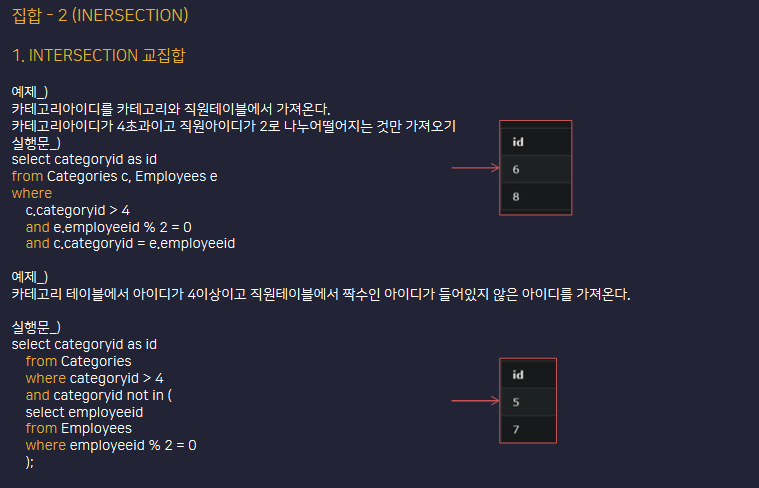 집합 - 2 (INERSECTION)
1. INTERSECTION 교집합
예제_)
카테고리아이디를 카테고리와 직원테이블에서 가져온다.
카테고리아이디가 4초과이고 직원아이디가 2로 나누어떨어지는 것만 가져오기
실행문_)
select categoryid as id
from Categories c, Employees e
where
c.categoryid > 4
and e.employeeid % 2 = 0
and c.categoryid = e.employeeid
id
6
8
예제_)
카테고리 테이블에서 아이디가 4이상이고 직원테이블에서 짝수인 아이디가 들어있지 않은 아이디를 가져온다.
실행문_)
select categoryid as id
from Categories
where categoryid > 4
and categoryid not in (
select employeeid
from Employees
where employeeid % 2 = 0
);
id
5
7